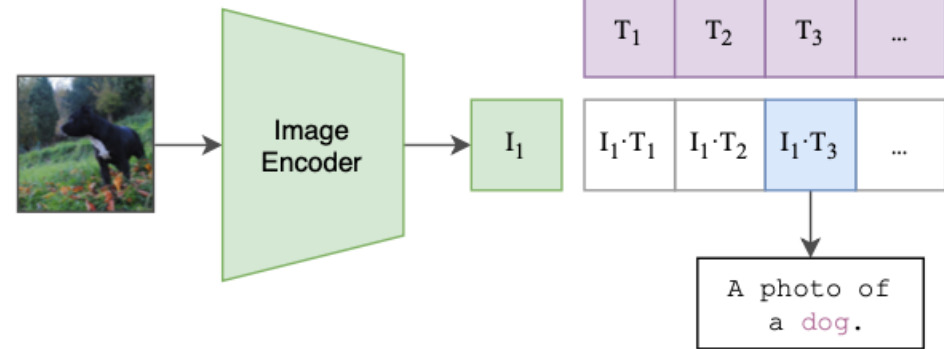 T₁ T₂ T₃ ...
Image
Encoder
I₁
I₁·T₁ I₁·T₂ I₁·T₃ ...
A photo of
a dog.